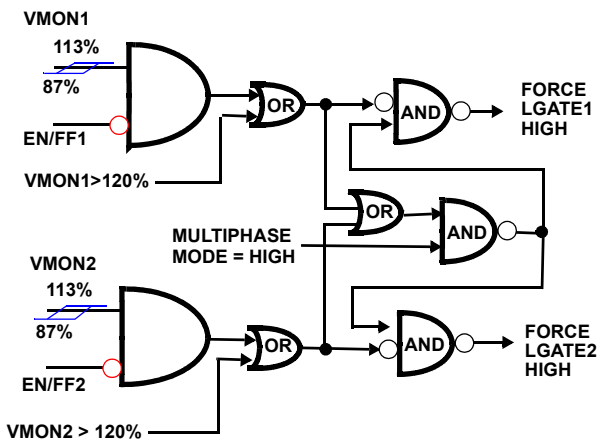 VMON1
113%
87%
EN/FF1
VMON1>120%
OR
AND
FORCE
LGATE1
HIGH
OR
AND
MULTIPHASE
MODE = HIGH
VMON2
113%
87%
EN/FF2
VMON2 > 120%
OR
AND
FORCE
LGATE2
HIGH